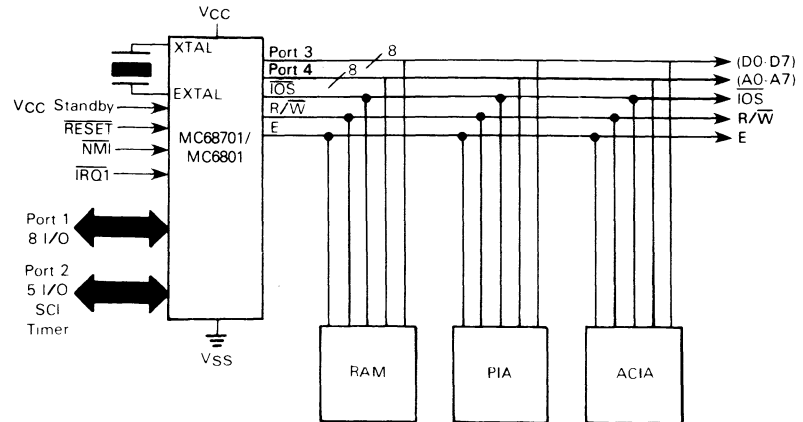 VCC
XTAL
EXTAL
VCC Standby
RESET
NMI
IRQ1
MC68701/
MC6801
Port 1
8 I/O
Port 2
5 I/O
SCI
Timer
VSS
Port 3
8
Port 4
8
IOS
R/W
E
(D0-D7)
(A0-A7)
IOS
R/W
E
RAM
PIA
ACIA